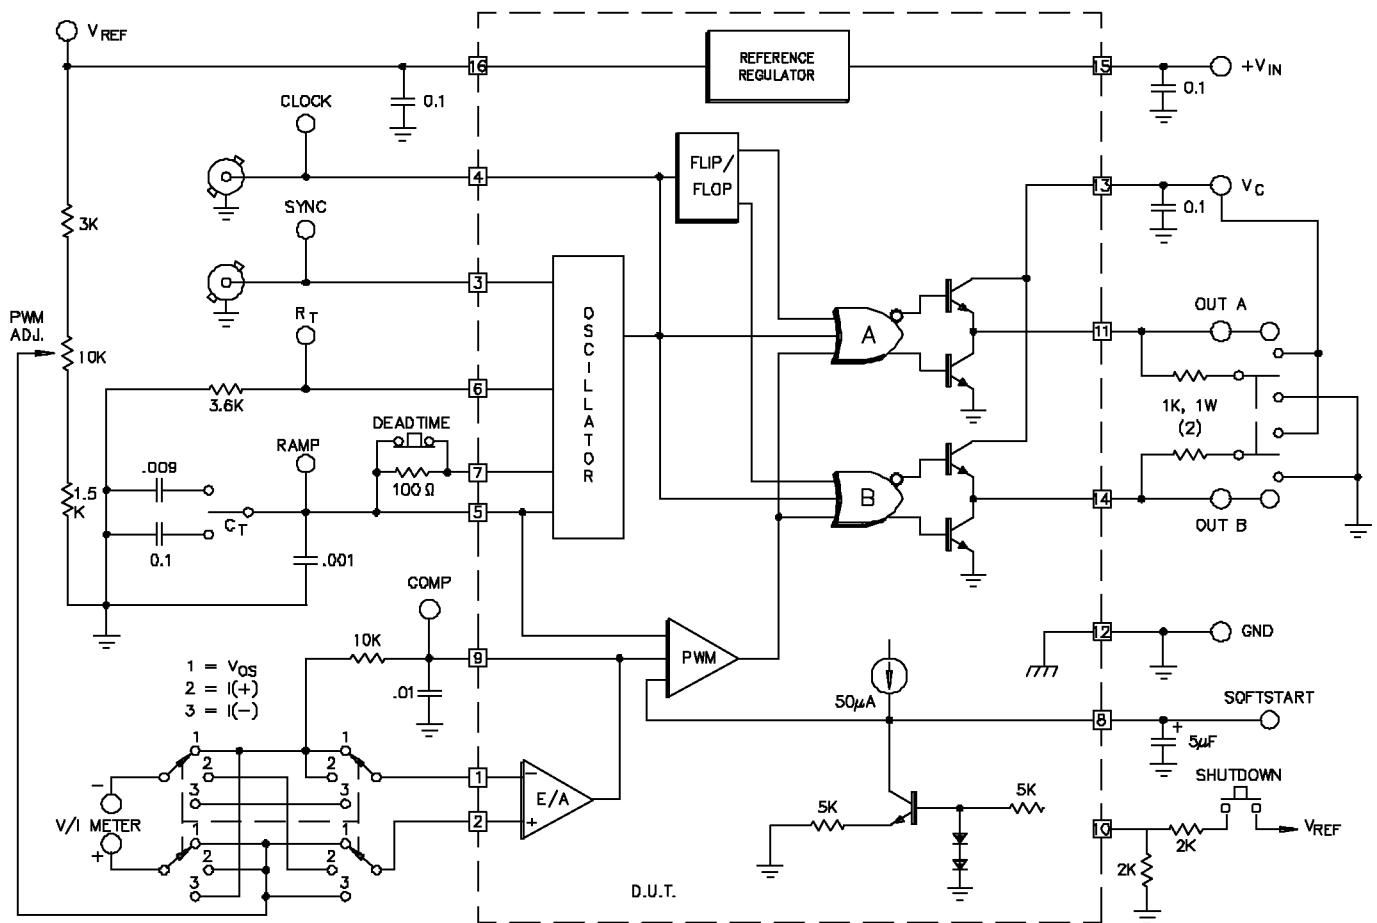 VREF
16
REFERENCE
REGULATOR
15
+VIN
0.1
0.1
CLOCK
4
FLIP/
FLOP
13
VC
0.1
3K
SYNC
3
OSCILLATOR
PWM
ADJ.
10K
RT
6
3.6K
A
11
OUT A
1K, 1W
(2)
DEADTIME
RAMP
7
100Ω
.009
1.5
K
CT
5
0.1
.001
B
14
OUT B
COMP
10K
9
.01
PWM
12
GND
1 = VOS
2 = I(+)
3 = I(-)
50μA
8
SOFTSTART
+
5μF
1
2
3
1
2
3
1
2
3
1
2
3
-
V/I METER
+
1
-
E/A
2
+
5K
5K
SHUTDOWN
10
2K
VREF
2K
D.U.T.